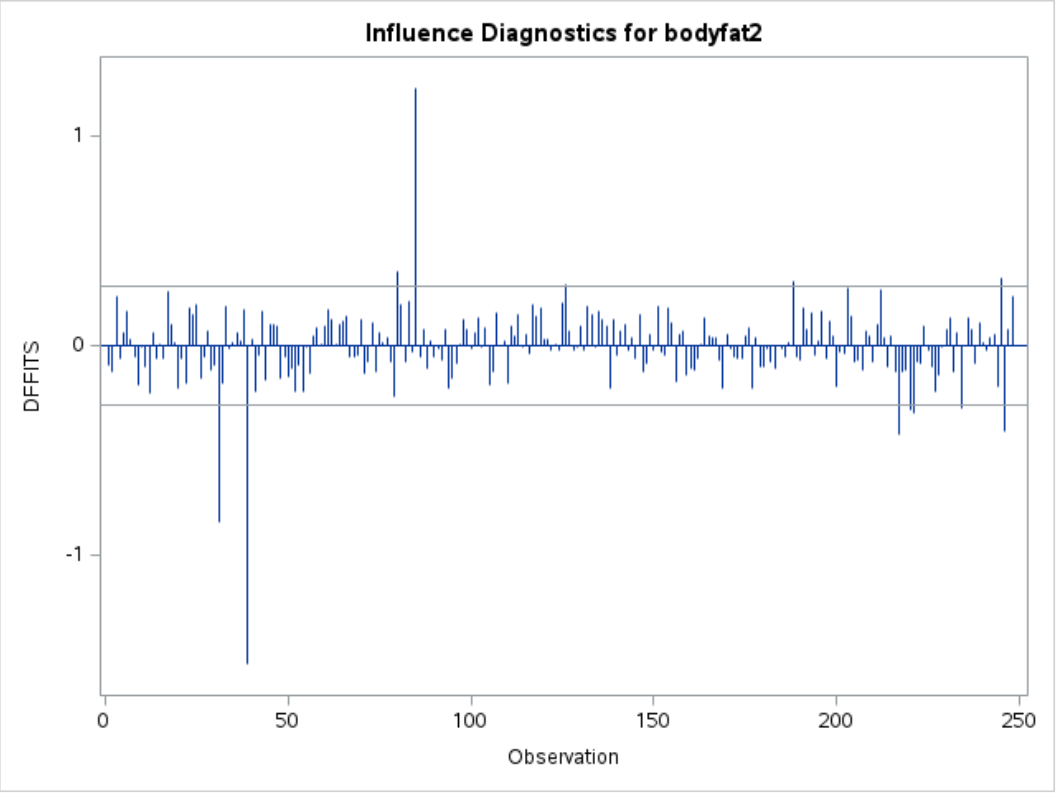 Influence Diagnostics for bodyfat2
1
0
-1
DFFITS
0 50 100 150 200 250
Observation